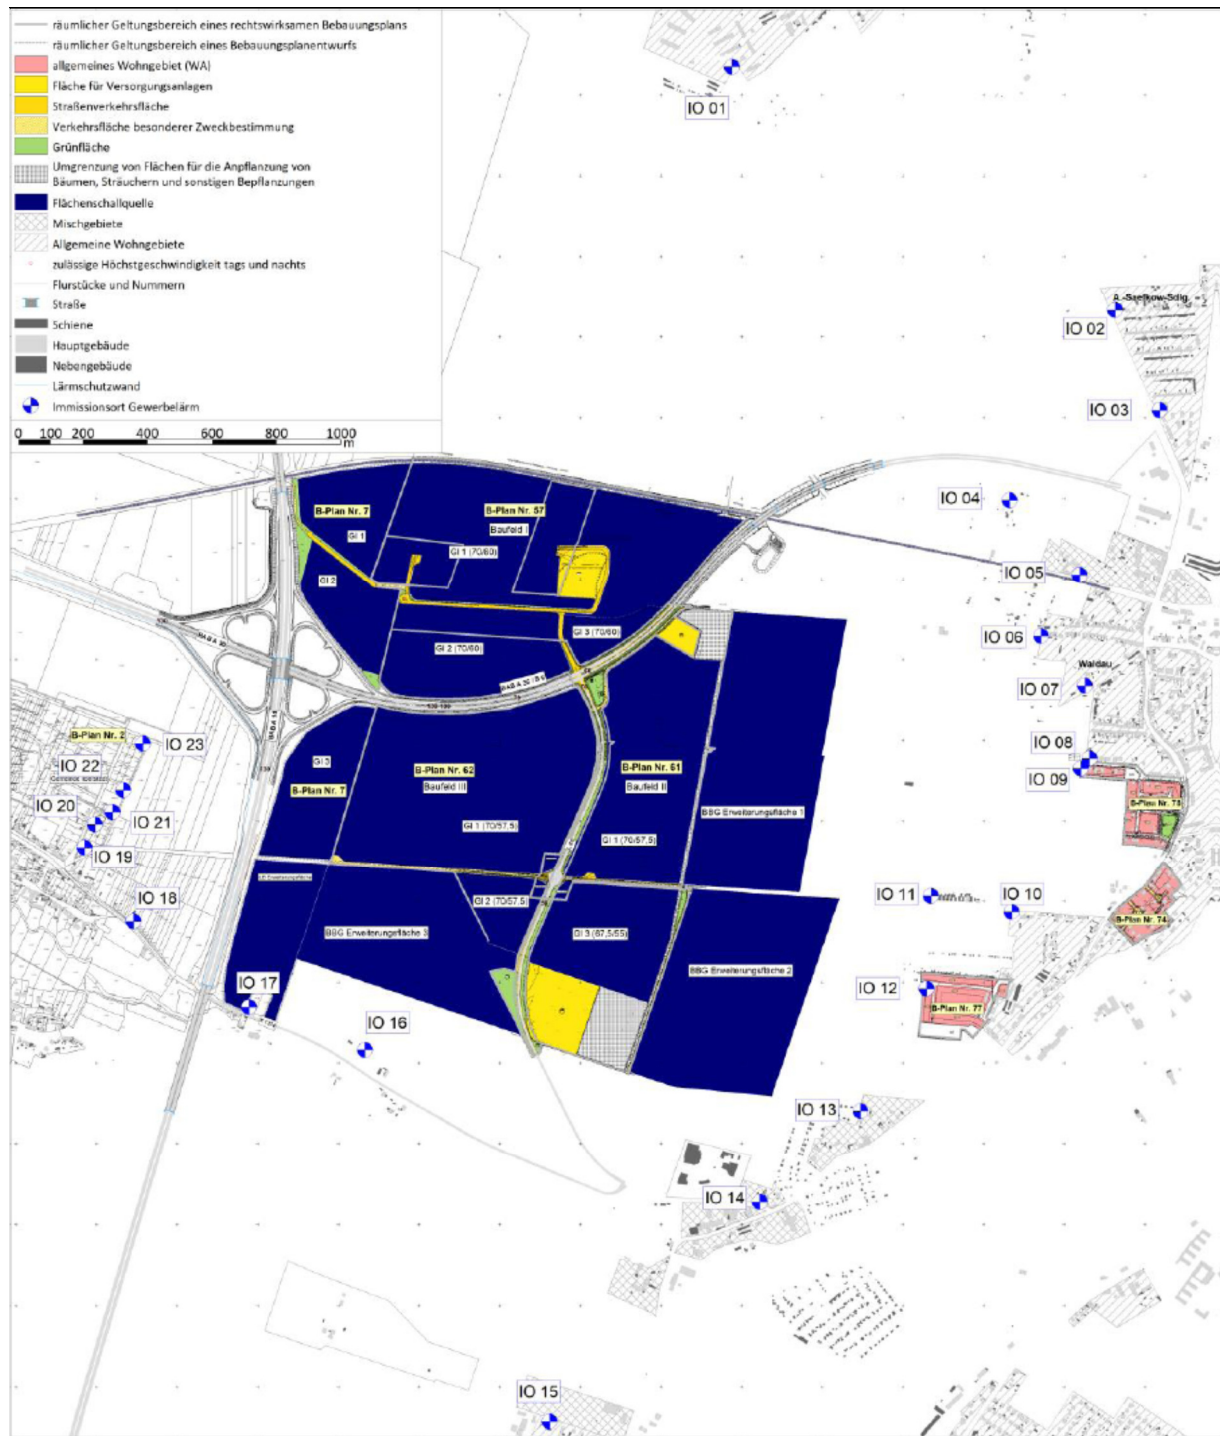 räumlicher Geltungsbereich eines rechtswirksamen Bebauungsplans
räumlicher Geltungsbereich eines Bebauungsplanentwurfs
allgemeines Wohngebiet (WA)
Fläche für Versorgungsanlagen
Straßenverkehrsfläche
Verkehrsfläche besonderer Zweckbestimmung
Grünfläche
Umgrenzung von Flächen für die Anpflanzung von
Bäumen, Sträuchern und sonstigen Bepflanzungen
Flächenschallquelle
Mischgebiete
Allgemeine Wohngebiete
zulässige Höchstgeschwindigkeit tags und nachts
Flurstücke und Nummern
Straße
Schiene
Hauptgebäude
Nebengebäude
Lärmschutzwand
Immissionsort Gewerbelärm
0 100 200 400 600 800 1000
m
IO 01
A.-Saefkow-Sdlg.
IO 02
IO 03
IO 04
IO 05
IO 06
Waldau
IO 07
IO 08
IO 09
B-Plan Nr. 73
IO 11
IO 10
B-Plan Nr. 74
IO 12
B-Plan Nr. 77
IO 13
IO 14
IO 15
IO 16
IO 17
IO 18
IO 19
IO 20
IO 21
IO 22
IO 23
B-Plan Nr. 2
B-Plan Nr. 7
GI 1
GI 2
B-Plan Nr. 57
Baufeld I
GI 1 (70/60)
GI 2 (70/60)
GI 3 (70/60)
BAB A 14
GI 3
B-Plan Nr. 7
B-Plan Nr. 62
Baufeld III
GI 1 (70/57,5)
B-Plan Nr. 61
Baufeld II
GI 1 (70/57,5)
BBG Erweiterungsfläche 1
GI 2 (70/57,5)
GI 3 (67,5/55)
BBG Erweiterungsfläche 3
BBG Erweiterungsfläche 2